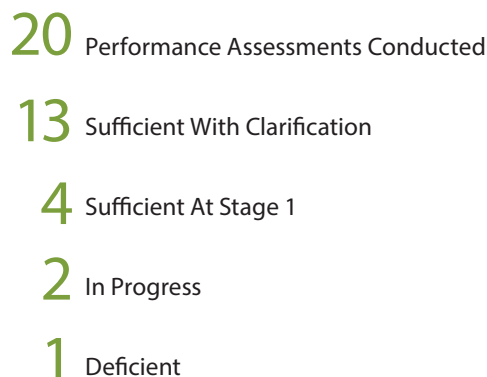 20 Performance Assessments Conducted
13 Sufficient With Clarification
4 Sufficient At Stage 1
2 In Progress
1 Deficient